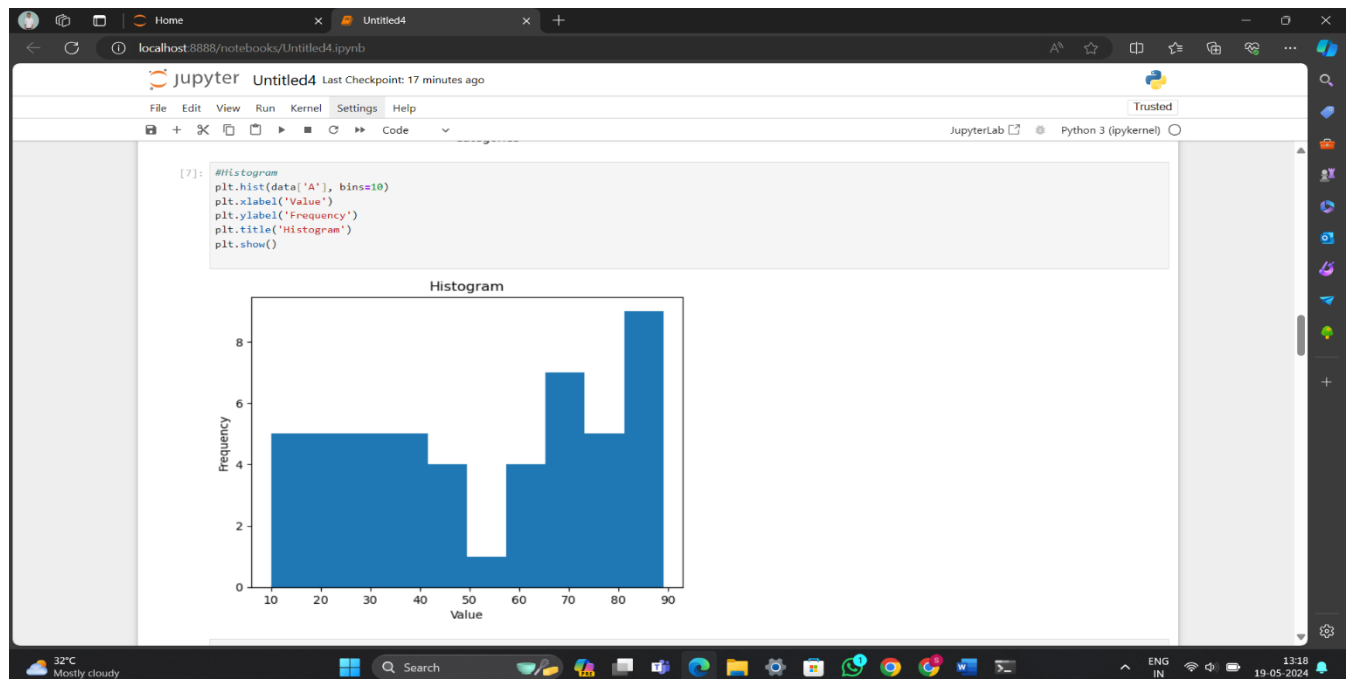 Home
Untitled4
localhost:8888/notebooks/Untitled4.ipynb
jupyter Untitled4 Last Checkpoint: 17 minutes ago
File Edit View Run Kernel Settings Help
Trusted
Code
JupyterLab
Python 3 (ipykernel)
[7]: #Histogram
plt.hist(data['A'], bins=10)
plt.xlabel('Value')
plt.ylabel('Frequency')
plt.title('Histogram')
plt.show()
Histogram
8
6
4
2
0
Frequency
10 20 30 40 50 60 70 80 90
Value
32°C
Mostly cloudy
Search
ENG
IN
13:18
19-05-2024